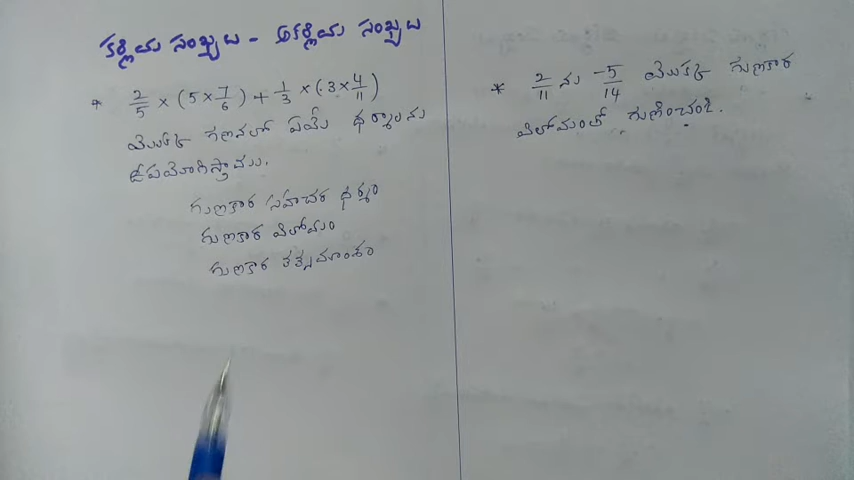 కరణీయ సంఖ్యలు - అకరణీయ సంఖ్యలు
* 2/5 × (5 × 7/6) + 1/3 × (3 × 4/11)
యొక్క గణనలో ఏయే ధర్మాలను
ఉపయోగిస్తాము.
గుణకార సహచర ధర్మం
గుణకార విలోమం
గుణకార తత్సమాంశం
* 2/11 ను -5/14 యొక్క గుణకార
విలోమంతో గుణించండి.